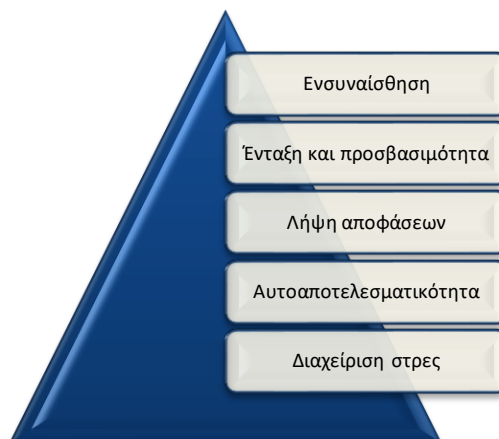 Ενσυναίσθηση
Ένταξη και προσβασιμότητα
Λήψη αποφάσεων
Αυτοαποτελεσματικότητα
Διαχείριση στρες